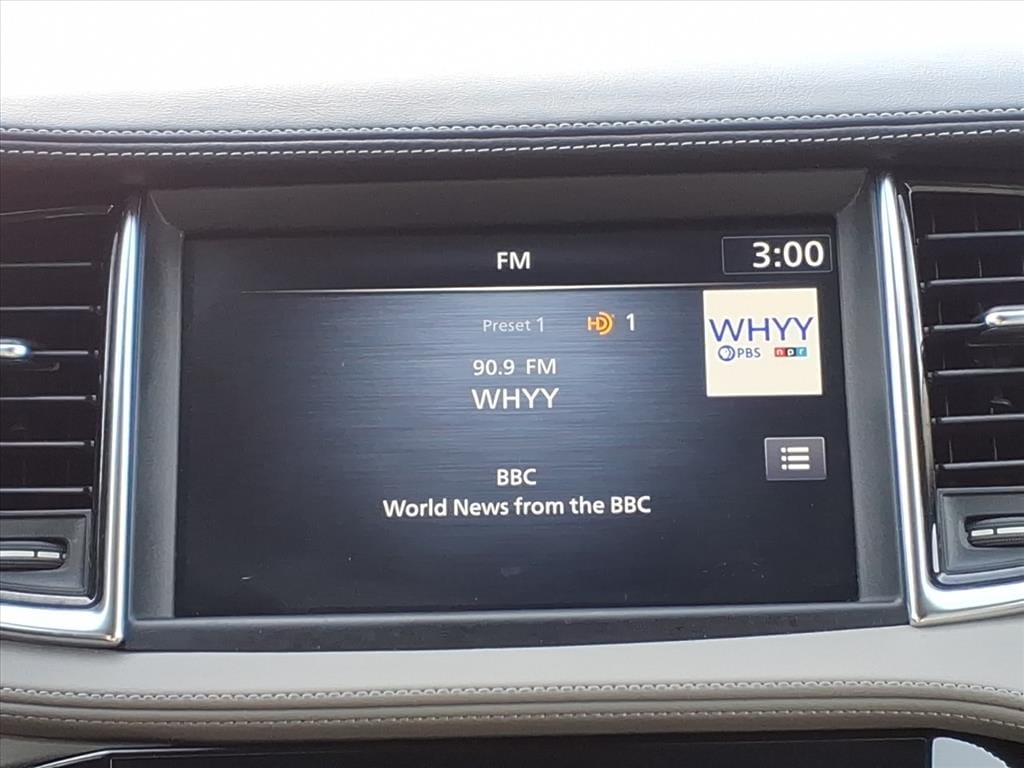 FM
3:00
Preset 1
HD 1
90.9 FM
WHYY
WHYY
PBS npr
BBC
World News from the BBC